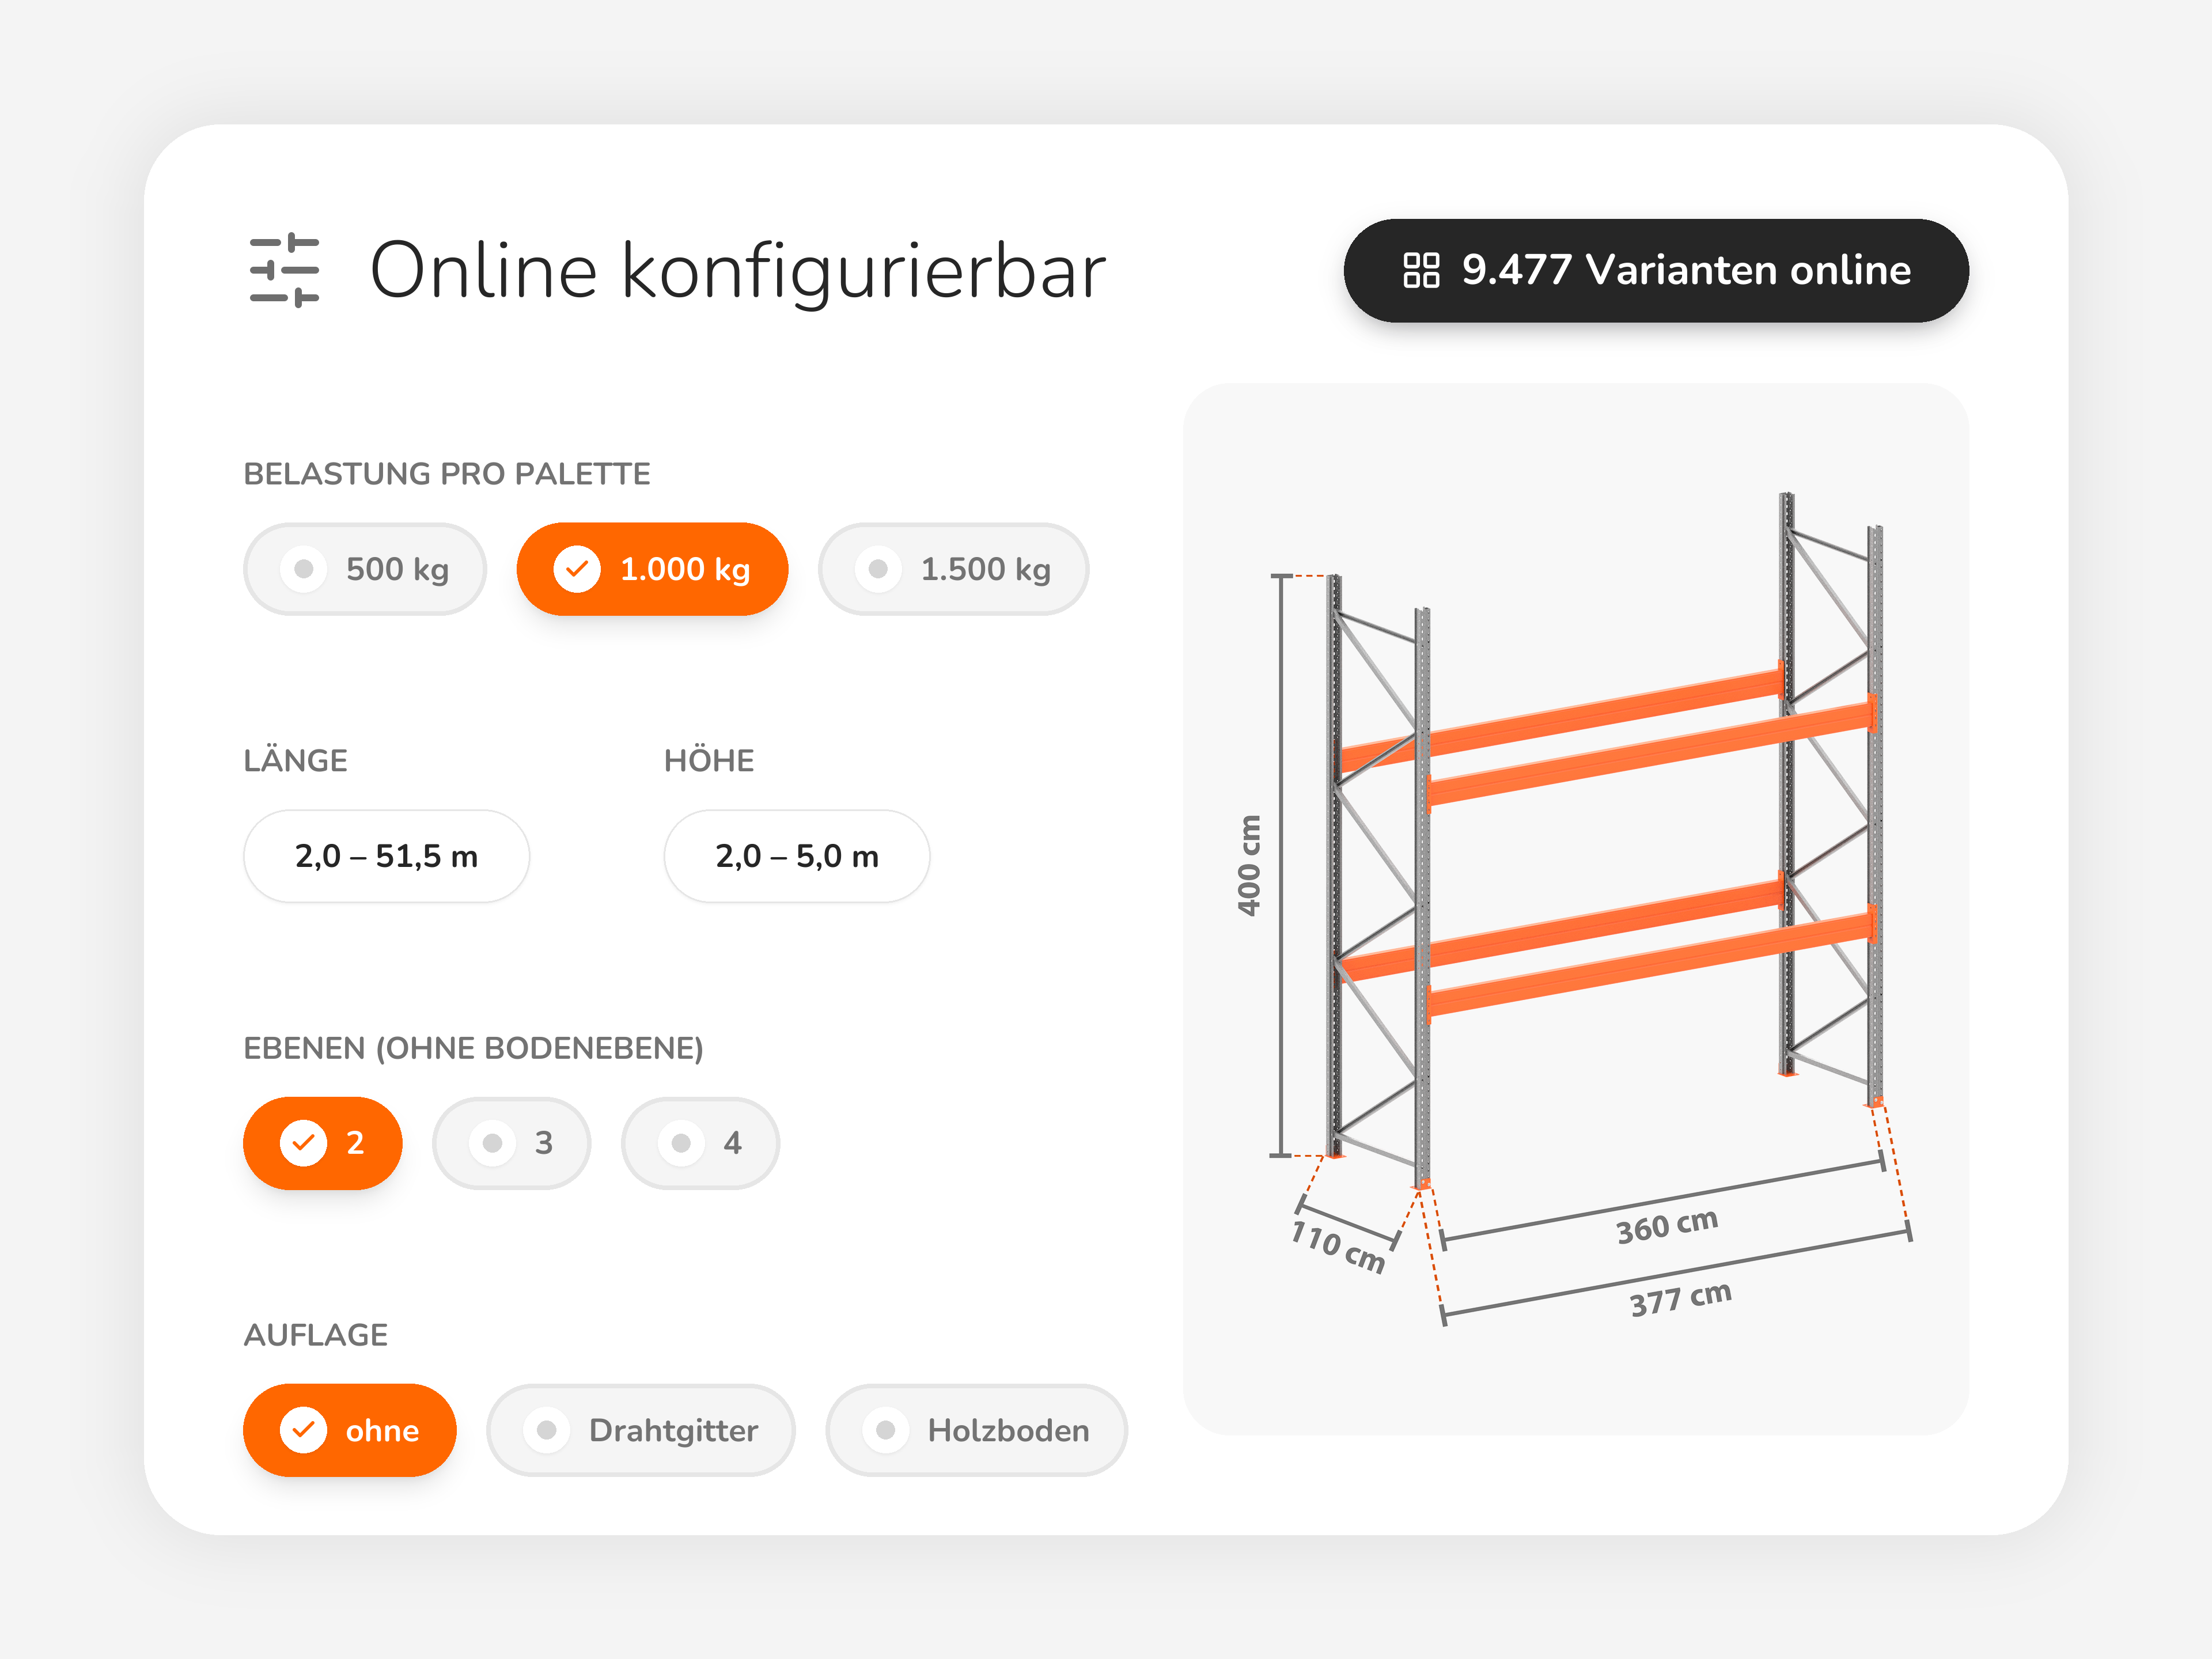 Online konfigurierbar
9.477 Varianten online
BELASTUNG PRO PALETTE
500 kg
1.000 kg
1.500 kg
LÄNGE
HÖHE
2,0 – 51,5 m
2,0 – 5,0 m
EBENEN (OHNE BODENEBENE)
2
3
4
AUFLAGE
ohne
Drahtgitter
Holzboden
400 cm
110 cm
360 cm
377 cm